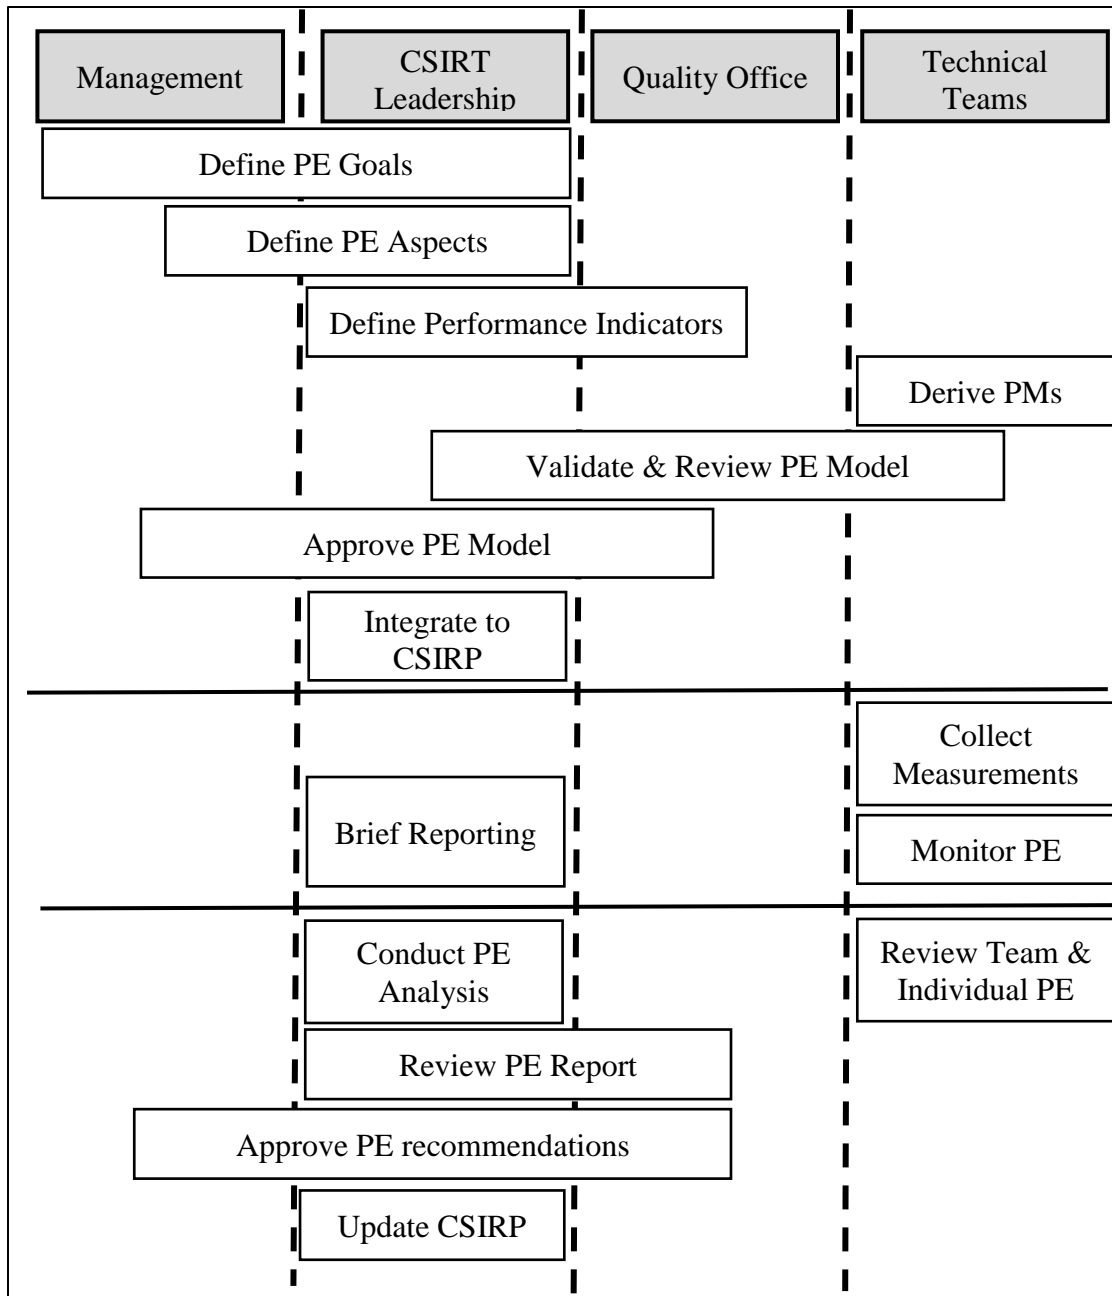 Management
CSIRT
Leadership
Quality Office
Technical
Teams
Define PE Goals
Define PE Aspects
Define Performance Indicators
Derive PMs
Validate & Review PE Model
Approve PE Model
Integrate to
CSIRP
Collect
Measurements
Brief Reporting
Monitor PE
Conduct PE
Analysis
Review Team &
Individual PE
Review PE Report
Approve PE recommendations
Update CSIRP